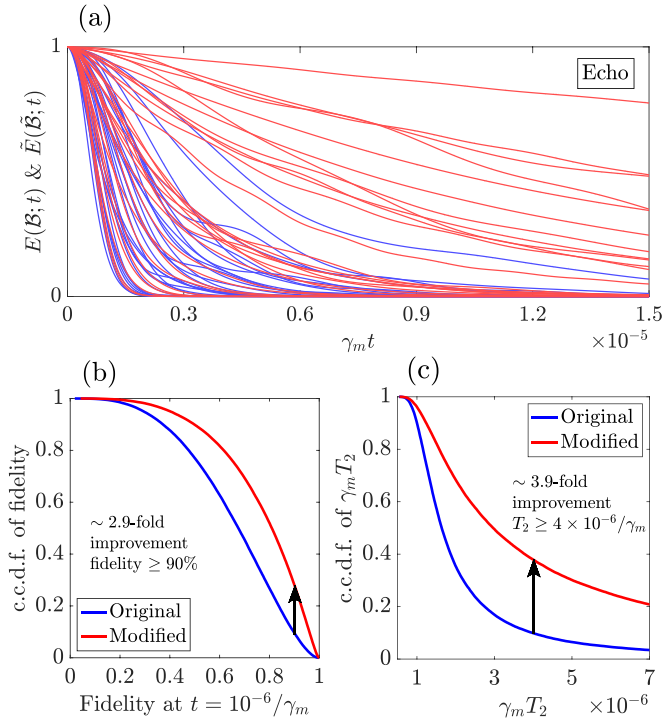 (a)
Echo
E(ℬ; t) & Ẽ(ℬ̃; t)
1
0
0
0.3
0.6
0.9
1.2
1.5
γₘt
×10⁻⁵
(b)
c.c.d.f. of fidelity
1
0.8
0.6
0.4
0.2
0
∼ 2.9-fold
improvement
fidelity ≥ 90%
Original
Modified
0
0.2
0.4
0.6
0.8
1
Fidelity at t = 10⁻⁶/γₘ
(c)
c.c.d.f. of γₘT₂
1
0.8
0.6
0.4
0.2
0
Original
Modified
∼ 3.9-fold
improvement
T₂ ≥ 4 × 10⁻⁶/γₘ
1
3
5
7
γₘT₂
×10⁻⁶